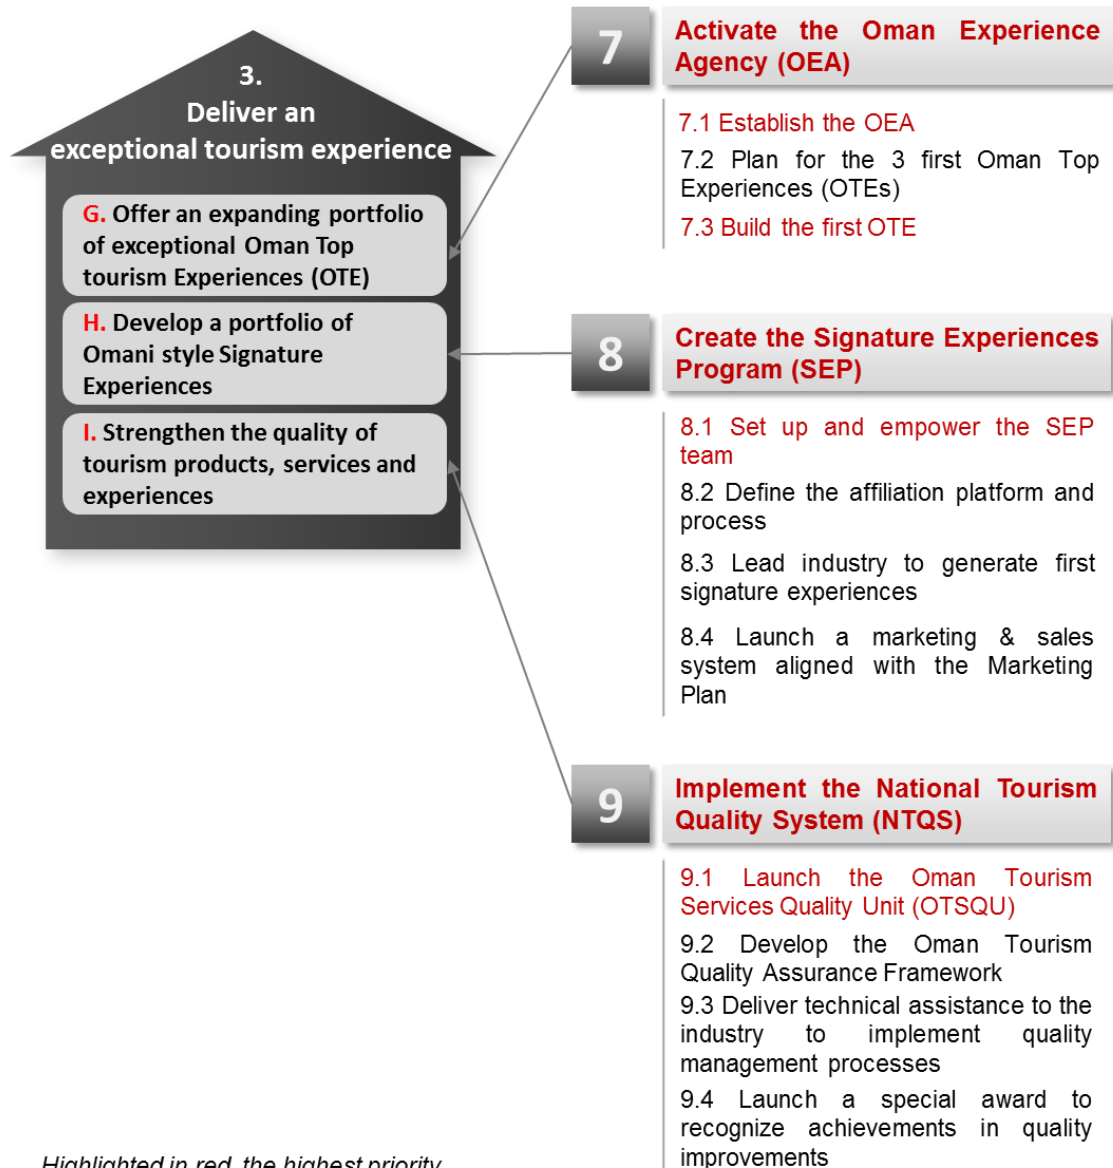 3.
Deliver an
exceptional tourism experience
G. Offer an expanding portfolio
of exceptional Oman Top
tourism Experiences (OTE)
H. Develop a portfolio of
Omani style Signature
Experiences
I. Strengthen the quality of
tourism products, services and
experiences
7
Activate the Oman Experience
Agency (OEA)
7.1 Establish the OEA
7.2 Plan for the 3 first Oman Top
Experiences (OTEs)
7.3 Build the first OTE
8
Create the Signature Experiences
Program (SEP)
8.1 Set up and empower the SEP
team
8.2 Define the affiliation platform and
process
8.3 Lead industry to generate first
signature experiences
8.4 Launch a marketing & sales
system aligned with the Marketing
Plan
9
Implement the National Tourism
Quality System (NTQS)
9.1 Launch the Oman Tourism
Services Quality Unit (OTSQU)
9.2 Develop the Oman Tourism
Quality Assurance Framework
9.3 Deliver technical assistance to the
industry to implement quality
management processes
9.4 Launch a special award to
recognize achievements in quality
improvements
Highlighted in red, the highest priority